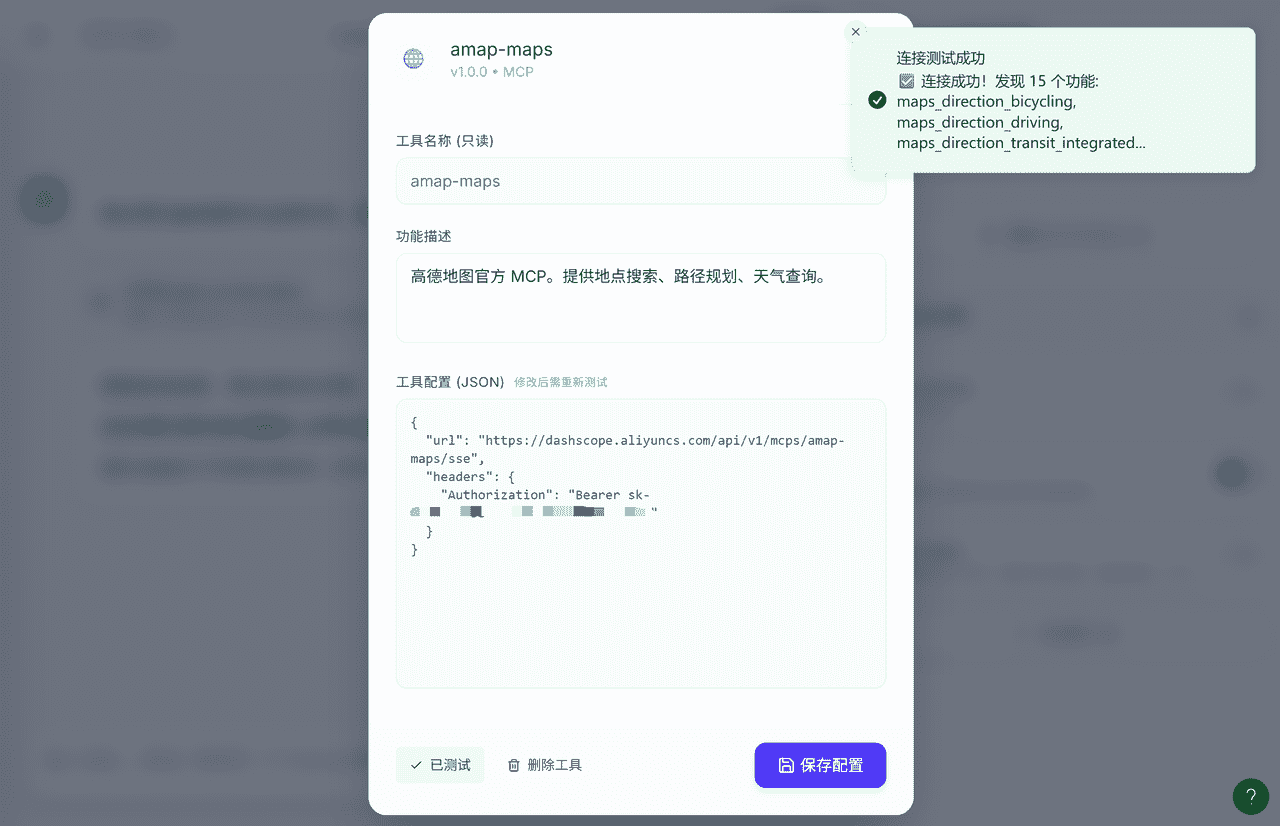 amap-maps
v1.0.0 • MCP
连接测试成功
☑ 连接成功！发现 15 个功能:
maps_direction_bicycling,
maps_direction_driving,
maps_direction_transit_integrated...
工具名称 (只读)
amap-maps
功能描述
高德地图官方 MCP。提供地点搜索、路径规划、天气查询。
工具配置 (JSON) 修改后需重新测试
{
"url": "https://dashscope.aliyuncs.com/api/v1/mcps/amap-
maps/sse",
"headers": {
"Authorization": "Bearer sk-
"
}
}
已测试
删除工具
保存配置
?